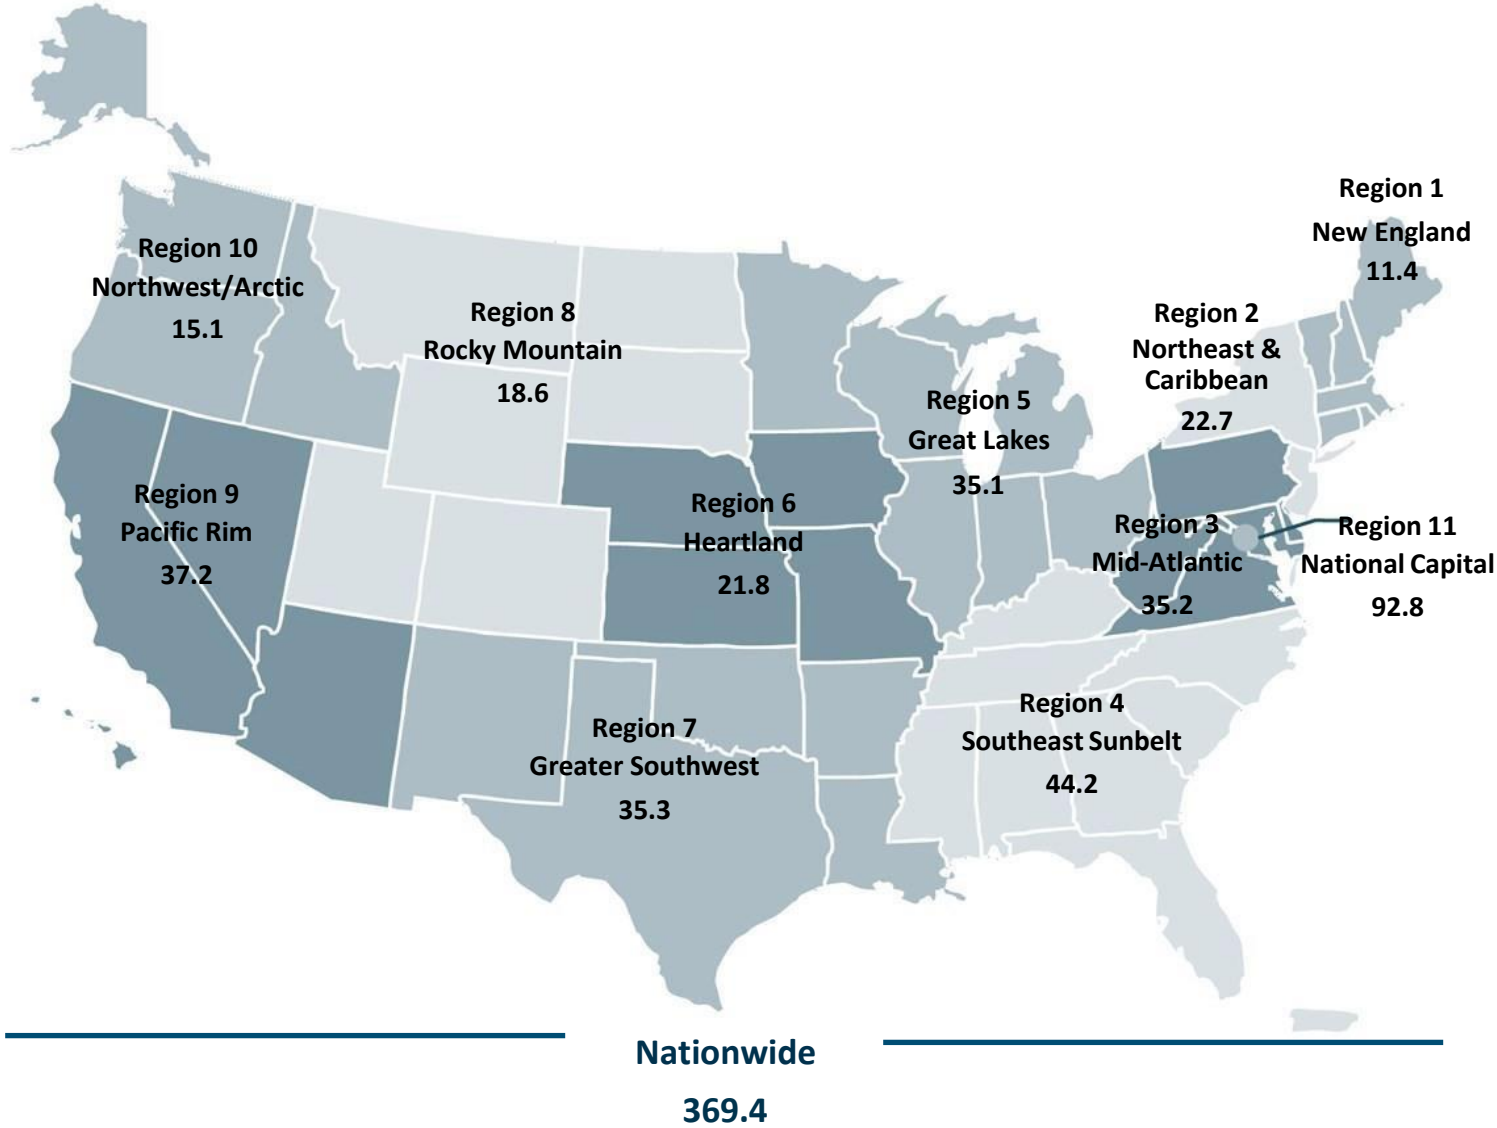 Region 1
New England
11.4
Region 10
Northwest/Arctic
15.1
Region 8
Rocky Mountain
18.6
Region 2
Northeast &
Caribbean
22.7
Region 5
Great Lakes
35.1
Region 9
Pacific Rim
37.2
Region 6
Heartland
21.8
Region 3
Mid-Atlantic
35.2
Region 11
National Capital
92.8
Region 7
Greater Southwest
35.3
Region 4
Southeast Sunbelt
44.2
Nationwide
369.4